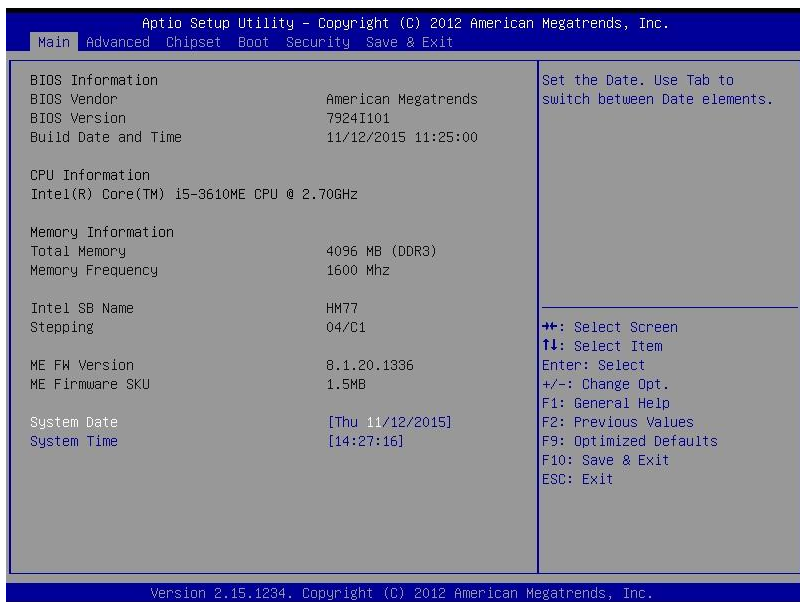 Aptio Setup Utility – Copyright (C) 2012 American Megatrends, Inc.
Main Advanced Chipset Boot Security Save & Exit
BIOS Information
BIOS Vendor American Megatrends
BIOS Version 7924I101
Build Date and Time 11/12/2015 11:25:00
CPU Information
Intel(R) Core(TM) i5-3610ME CPU @ 2.70GHz
Memory Information
Total Memory 4096 MB (DDR3)
Memory Frequency 1600 Mhz
Intel SB Name HM77
Stepping 04/C1
ME FW Version 8.1.20.1336
ME Firmware SKU 1.5MB
System Date [Thu 11/12/2015]
System Time [14:27:16]
Set the Date. Use Tab to
switch between Date elements.
→←: Select Screen
↑↓: Select Item
Enter: Select
+/-: Change Opt.
F1: General Help
F2: Previous Values
F9: Optimized Defaults
F10: Save & Exit
ESC: Exit
Version 2.15.1234. Copyright (C) 2012 American Megatrends, Inc.